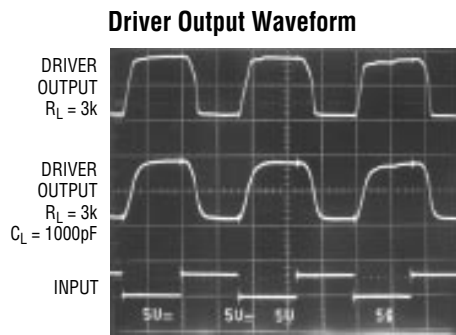 Driver Output Waveform
DRIVER
OUTPUT
RL = 3k
DRIVER
OUTPUT
RL = 3k
CL = 1000pF
INPUT
5V= 5V= 5V